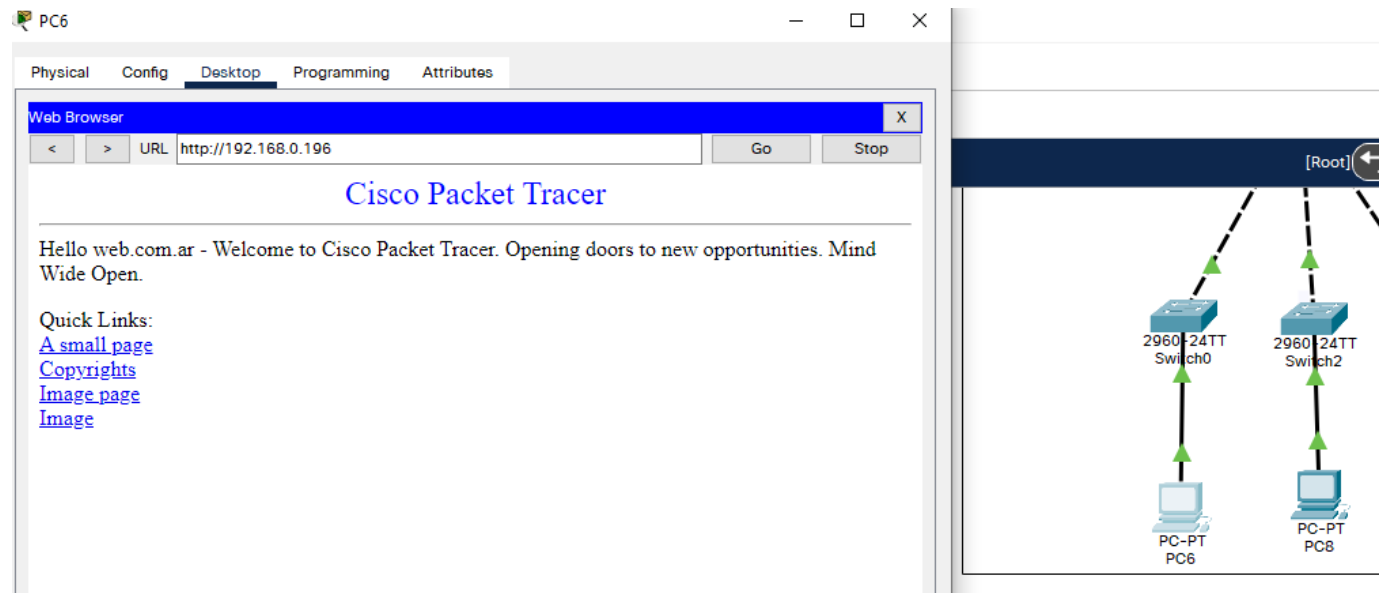 PC6
Physical Config Desktop Programming Attributes
Web Browser X
< > URL http://192.168.0.196 Go Stop
Cisco Packet Tracer
Hello web.com.ar - Welcome to Cisco Packet Tracer. Opening doors to new opportunities. Mind
Wide Open.
Quick Links:
A small page
Copyrights
Image page
Image
[Root]
2960-24TT
Switch0
2960-24TT
Switch2
PC-PT
PC6
PC-PT
PC8